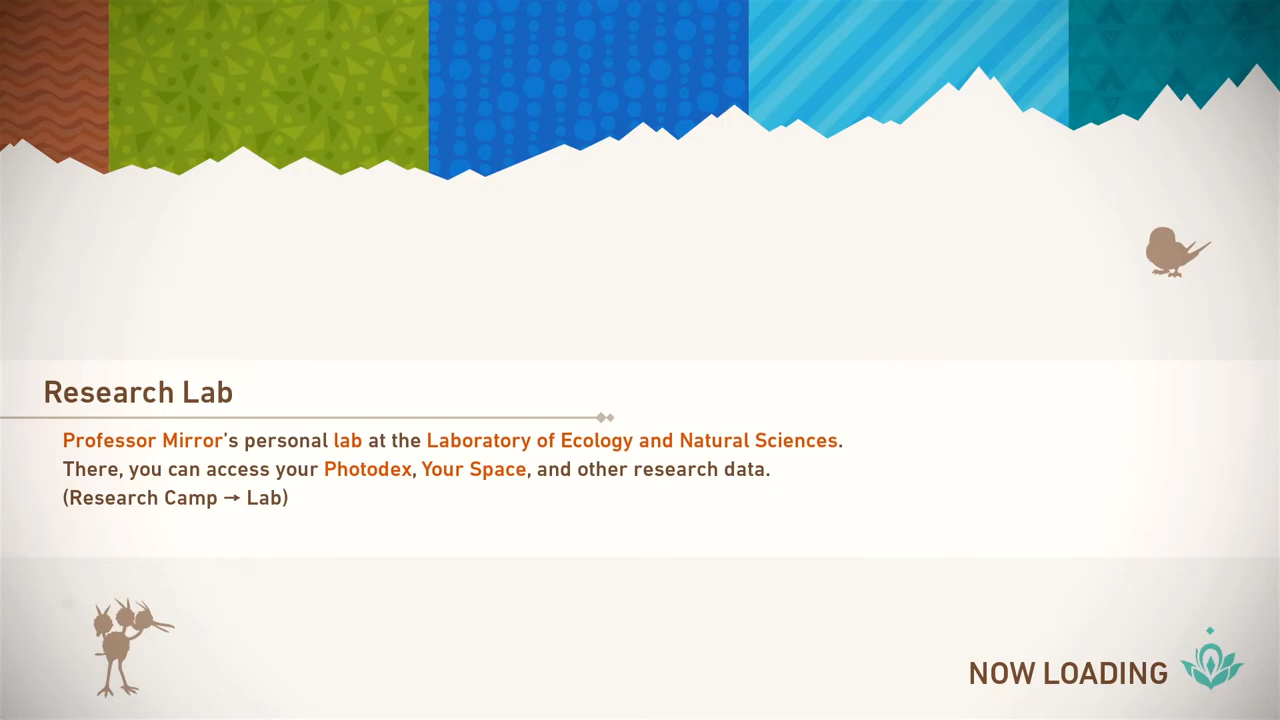 Research Lab
Professor Mirror's personal lab at the Laboratory of Ecology and Natural Sciences.
There, you can access your Photodex, Your Space, and other research data.
(Research Camp → Lab)
NOW LOADING